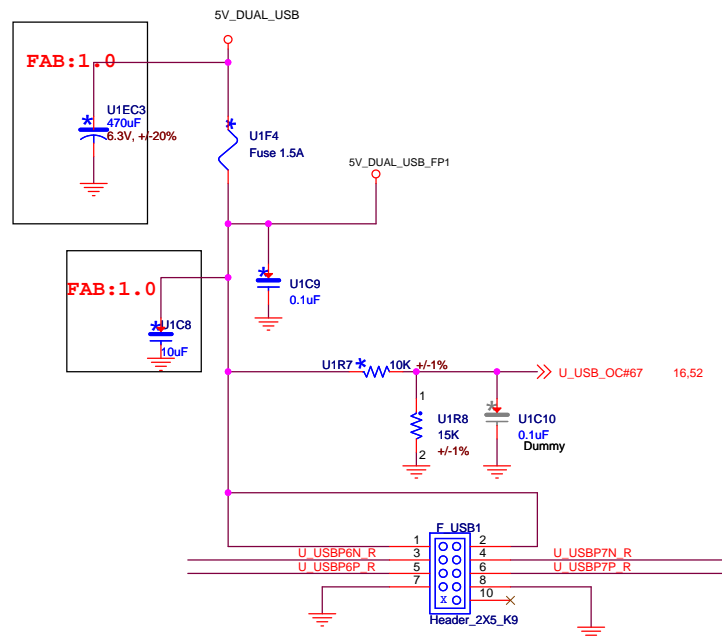 5V_DUAL_USB
FAB:1.0
U1EC3
470uF
6.3V, +/-20%
U1F4
Fuse 1.5A
5V_DUAL_USB_FP1
FAB:1.0
U1C9
0.1uF
U1C8
10uF
U1R7 10K +/-1%
U_USB_OC#67 16,52
1
U1R8
15K
+/-1%
2
U1C10
0.1uF
Dummy
F_USB1
1 2
U_USBP6N_R 3 4 U_USBP7N_R
U_USBP6P_R 5 6 U_USBP7P_R
7 8
X 10
Header_2X5_K9